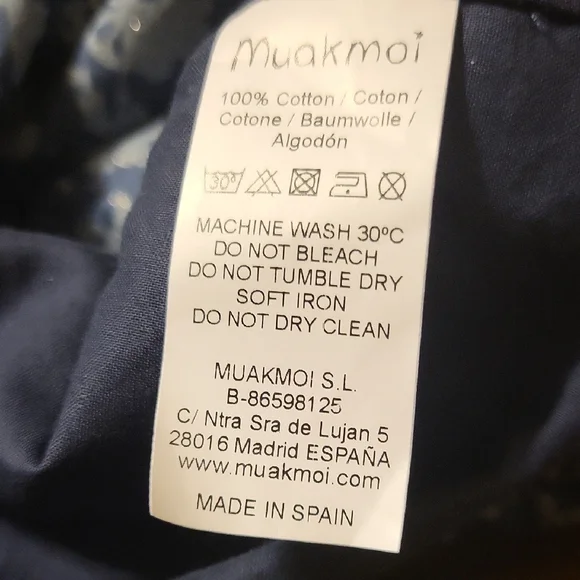 Muakmoi
100% Cotton / Coton /
Cotone / Baumwolle /
Algodón
30º
MACHINE WASH 30ºC
DO NOT BLEACH
DO NOT TUMBLE DRY
SOFT IRON
DO NOT DRY CLEAN
MUAKMOI S.L.
B-86598125
C/ Ntra Sra de Lujan 5
28016 Madrid ESPAÑA
www.muakmoi.com
MADE IN SPAIN